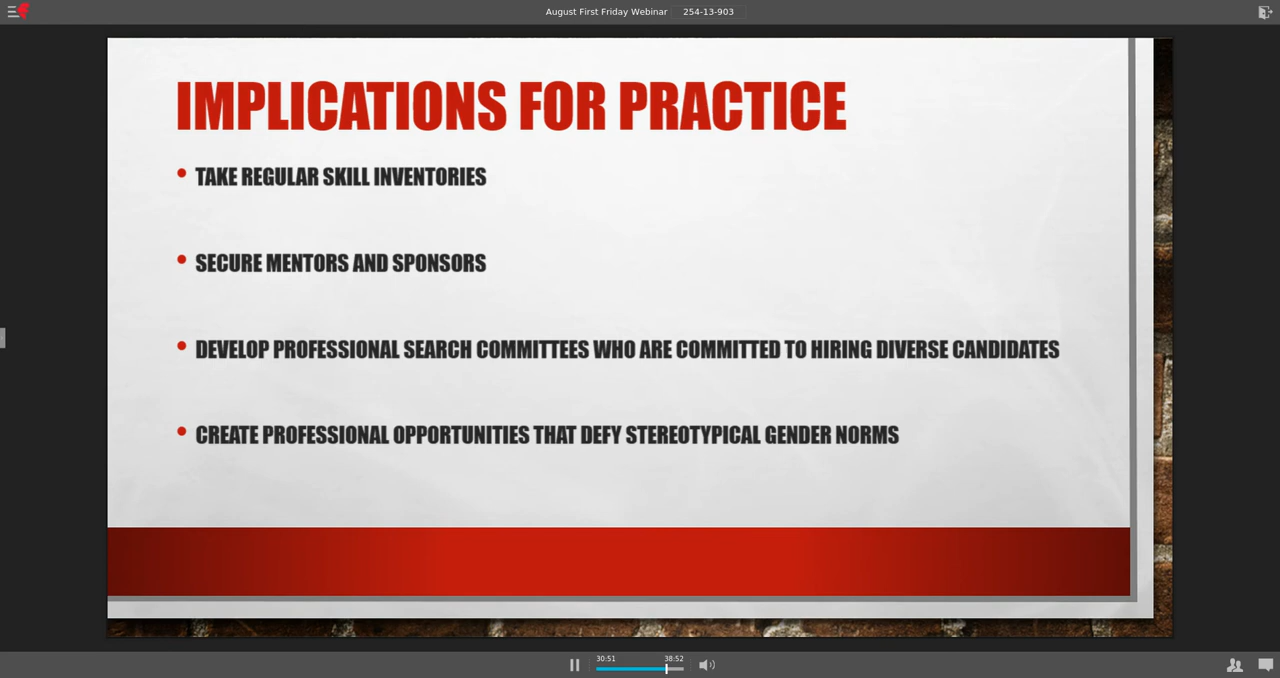 August First Friday Webinar 254-13-903
IMPLICATIONS FOR PRACTICE
• TAKE REGULAR SKILL INVENTORIES
• SECURE MENTORS AND SPONSORS
• DEVELOP PROFESSIONAL SEARCH COMMITTEES WHO ARE COMMITTED TO HIRING DIVERSE CANDIDATES
• CREATE PROFESSIONAL OPPORTUNITIES THAT DEFY STEREOTYPICAL GENDER NORMS
30:51 38:52